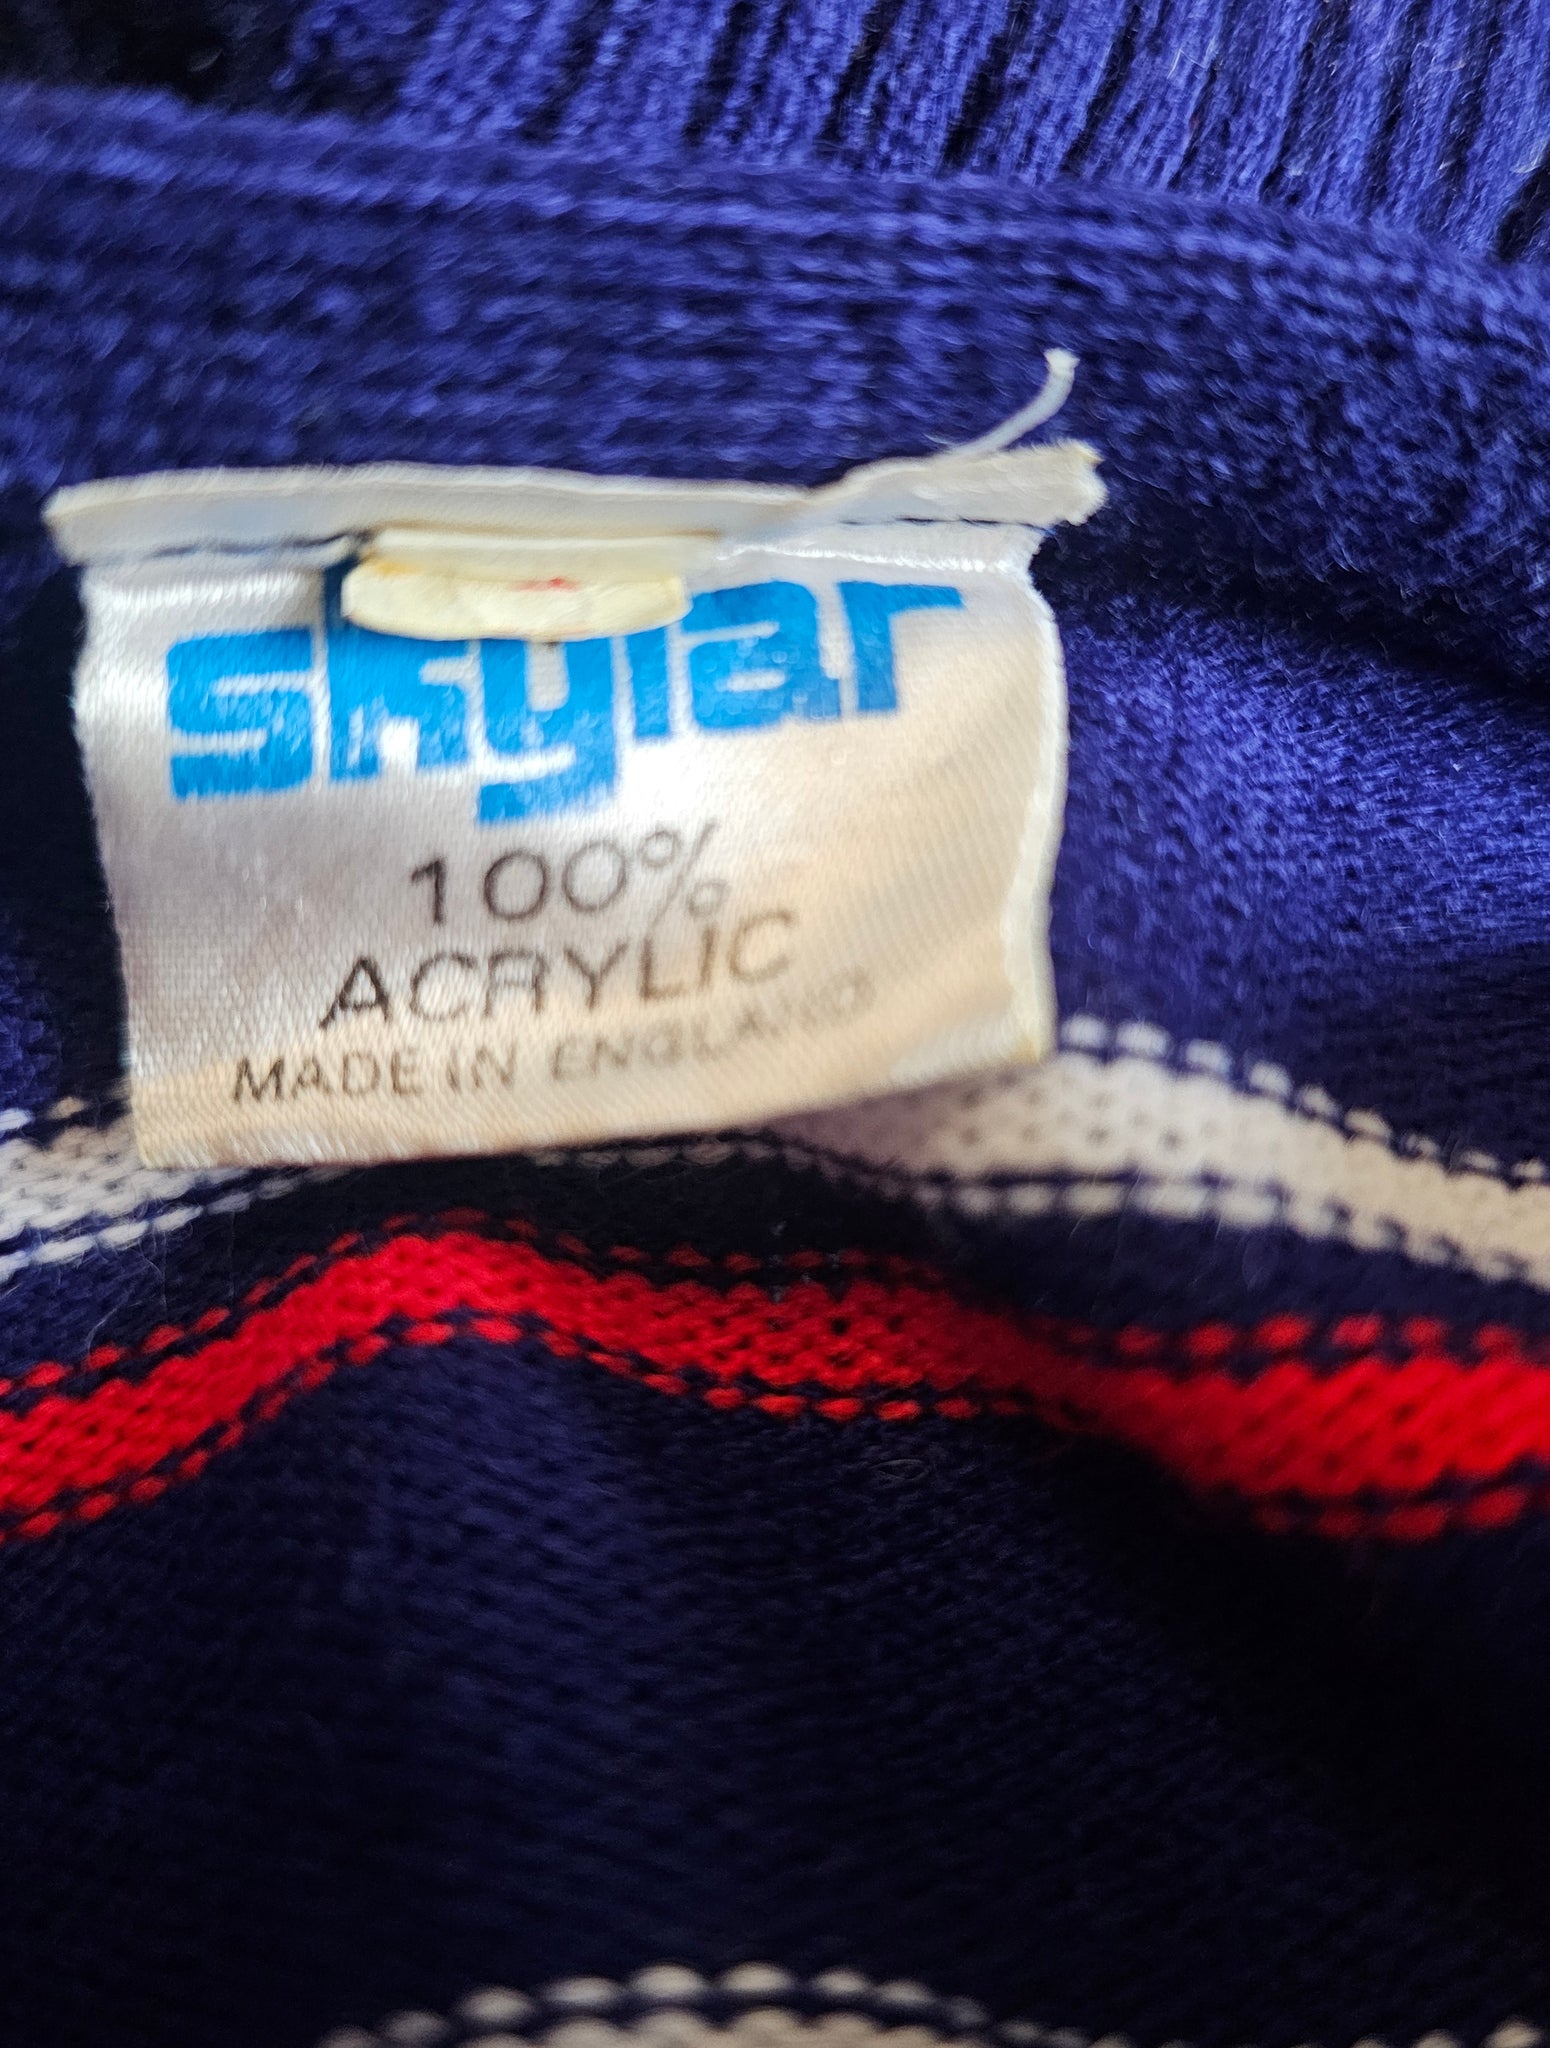 skylar
100%
ACRYLIC
MADE IN ENGLAND